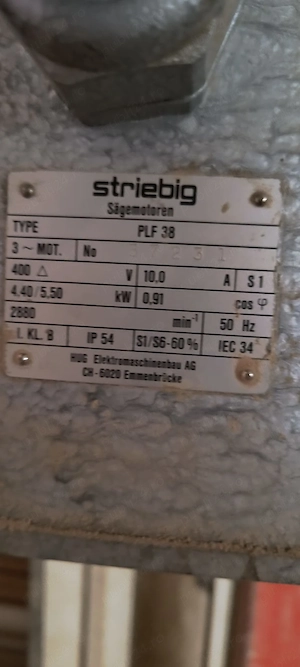 striebig
Sägemotoren
TYPE PLF 38
3 ~ MOT. No
400 △ V 10,0 A S 1
4,40/5,50 kW 0,91 cos φ
2880 min⁻¹ 50 Hz
I. KL. B IP 54 S1/S6-60% IEC 34
HUG Elektromaschinenbau AG
CH-6020 Emmenbrücke